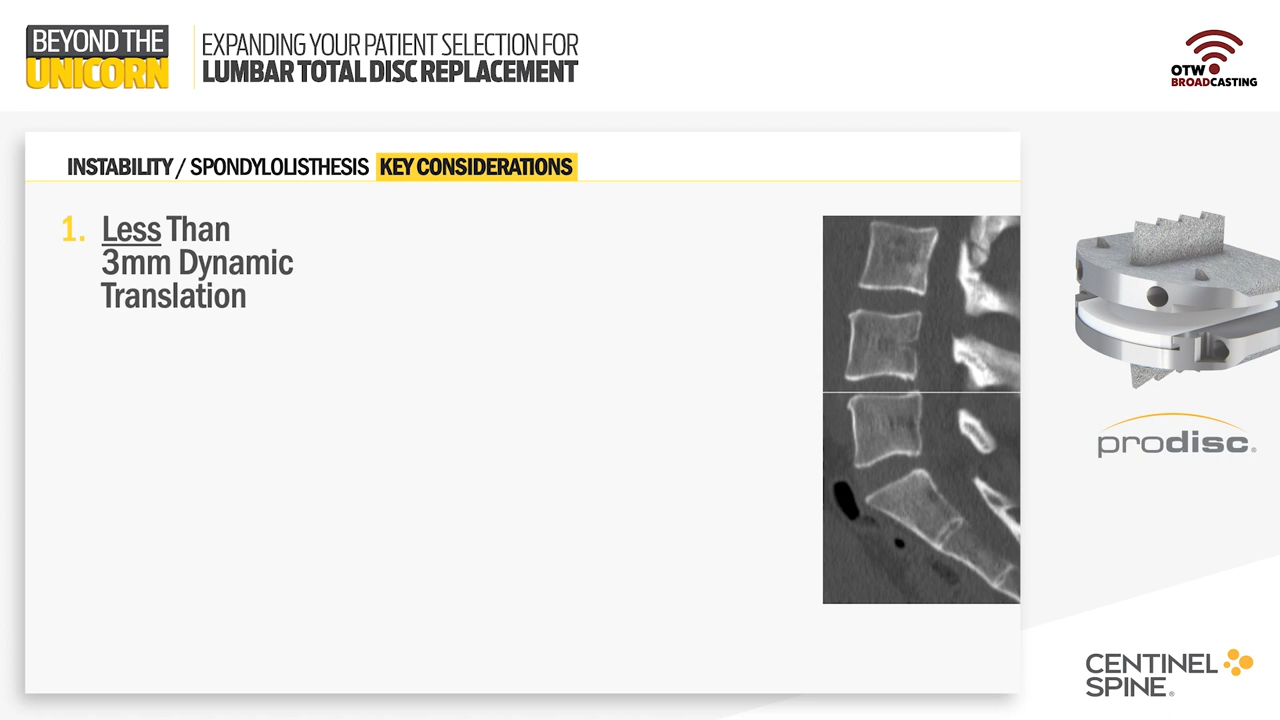 BEYOND THE
UNICORN
EXPANDING YOUR PATIENT SELECTION FOR
LUMBAR TOTAL DISC REPLACEMENT
OTW
BROADCASTING
INSTABILITY / SPONDYLOLISTHESIS KEY CONSIDERATIONS
1. Less Than
3mm Dynamic
Translation
prodisc®
CENTINEL
SPINE®